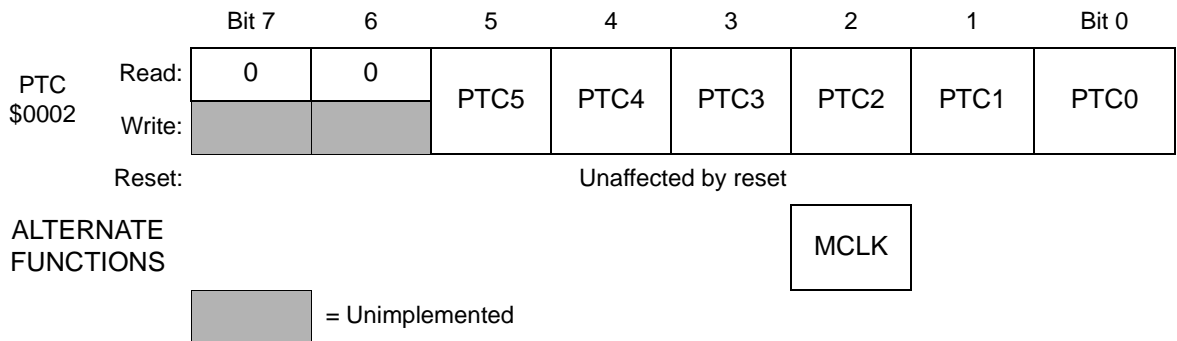 Bit 7 6 5 4 3 2 1 Bit 0
PTC
$0002
Read: 0 0 PTC5 PTC4 PTC3 PTC2 PTC1 PTC0
Write:
Reset: Unaffected by reset
ALTERNATE
FUNCTIONS
MCLK
= Unimplemented